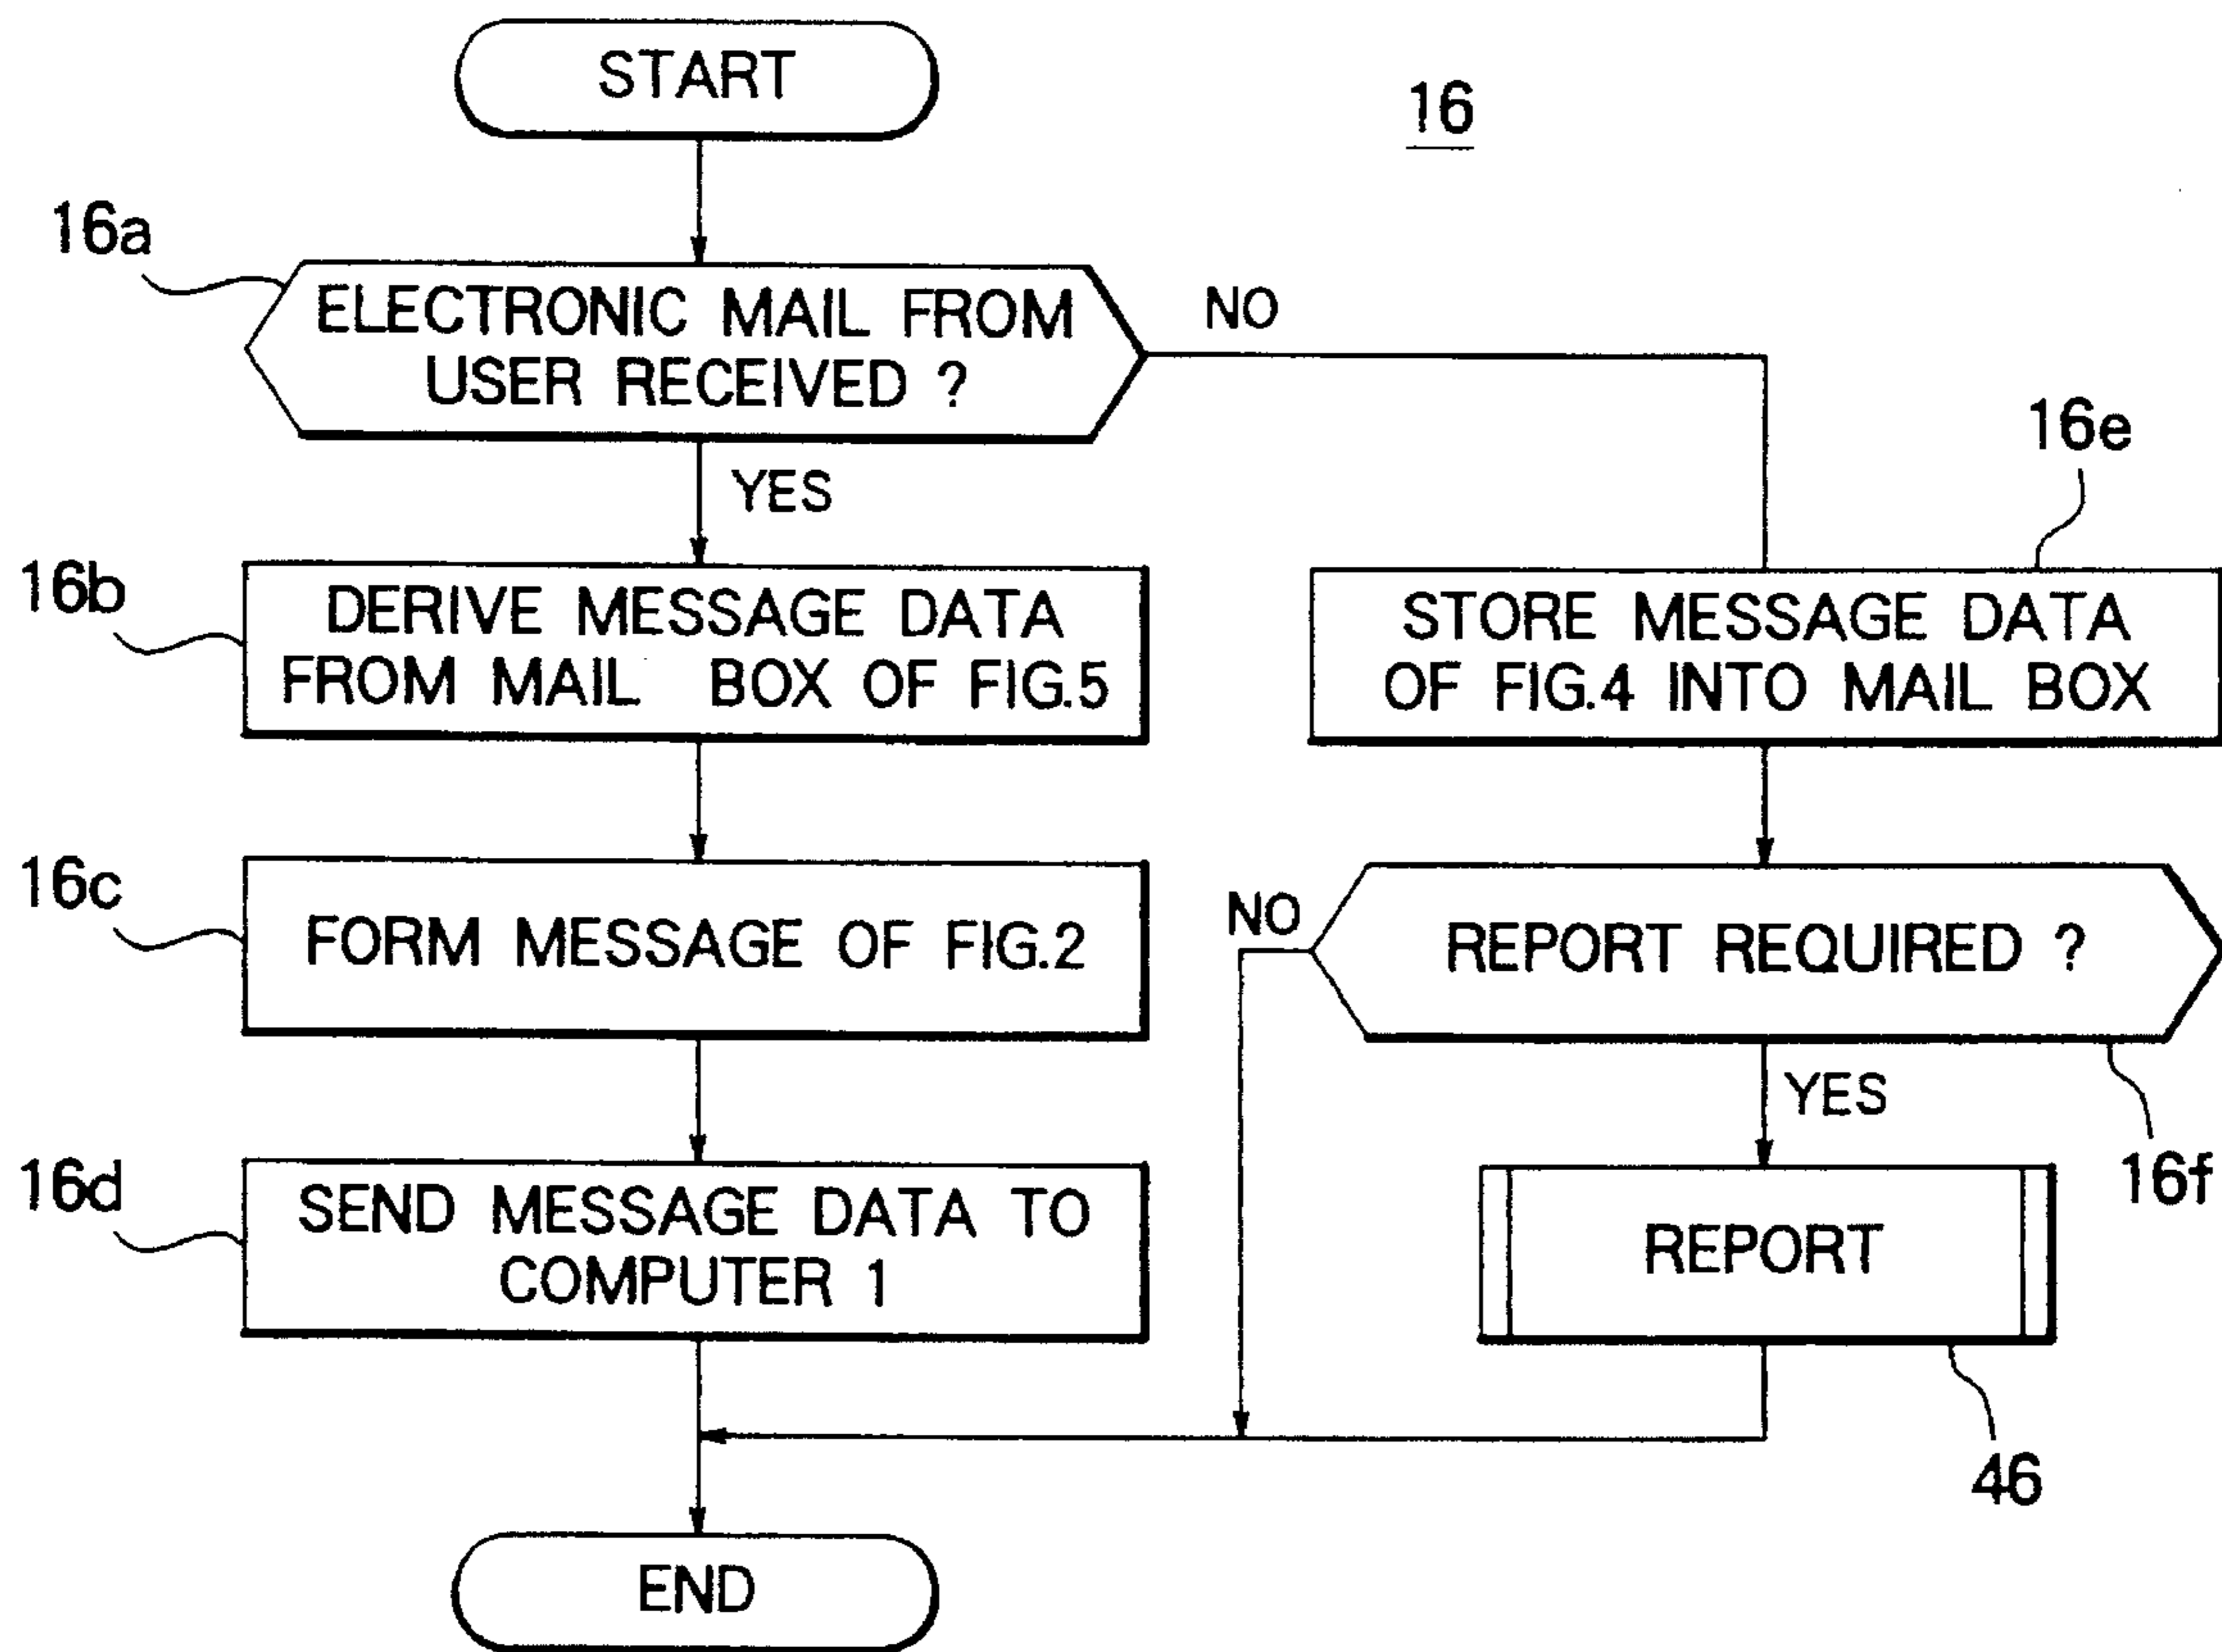 START
16
16a
ELECTRONIC MAIL FROM
USER RECEIVED ?
NO
YES
16b
DERIVE MESSAGE DATA
FROM MAIL BOX OF FIG.5
16e
STORE MESSAGE DATA
OF FIG.4 INTO MAIL BOX
16c
FORM MESSAGE OF FIG.2
NO
REPORT REQUIRED ?
YES
16f
16d
SEND MESSAGE DATA TO
COMPUTER 1
REPORT
46
END